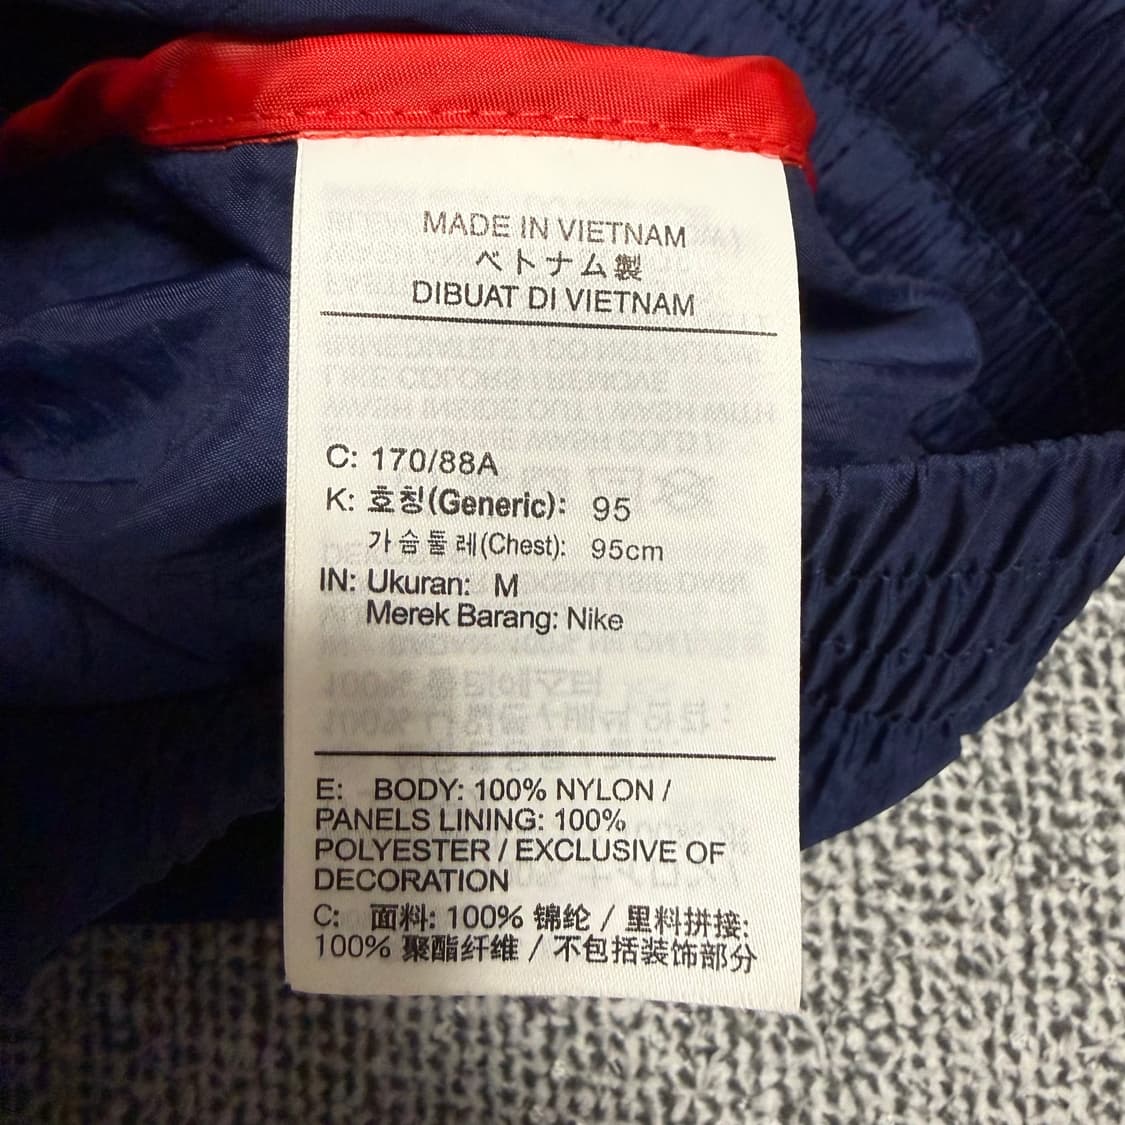 MADE IN VIETNAM
ベトナム製
DIBUAT DI VIETNAM
C: 170/88A
K: 호칭(Generic): 95
가슴둘레(Chest): 95cm
IN: Ukuran: M
Merek Barang: Nike
E: BODY: 100% NYLON /
PANELS LINING: 100%
POLYESTER / EXCLUSIVE OF
DECORATION
C: 面料: 100% 锦纶 / 里料拼接:
100% 聚酯纤维 / 不包括装饰部分